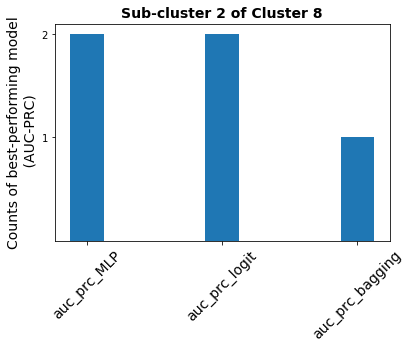 Sub-cluster 2 of Cluster 8
Counts of best-performing model
(AUC-PRC)
2
1
auc_prc_MLP
auc_prc_logit
auc_prc_bagging